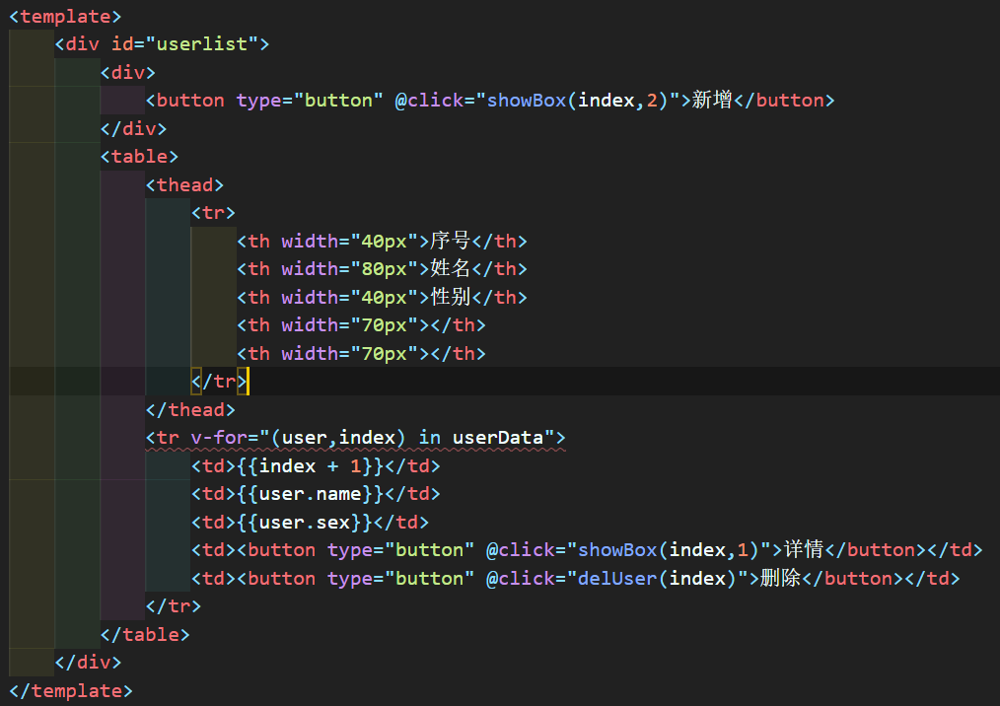 <template>
<div id="userlist">
<div>
<button type="button" @click="showBox(index,2)">新增</button>
</div>
<table>
<thead>
<tr>
<th width="40px">序号</th>
<th width="80px">姓名</th>
<th width="40px">性别</th>
<th width="70px"></th>
<th width="70px"></th>
</tr>
</thead>
<tr v-for="(user,index) in userData">
<td>{{index + 1}}</td>
<td>{{user.name}}</td>
<td>{{user.sex}}</td>
<td><button type="button" @click="showBox(index,1)">详情</button></td>
<td><button type="button" @click="delUser(index)">删除</button></td>
</tr>
</table>
</div>
</template>